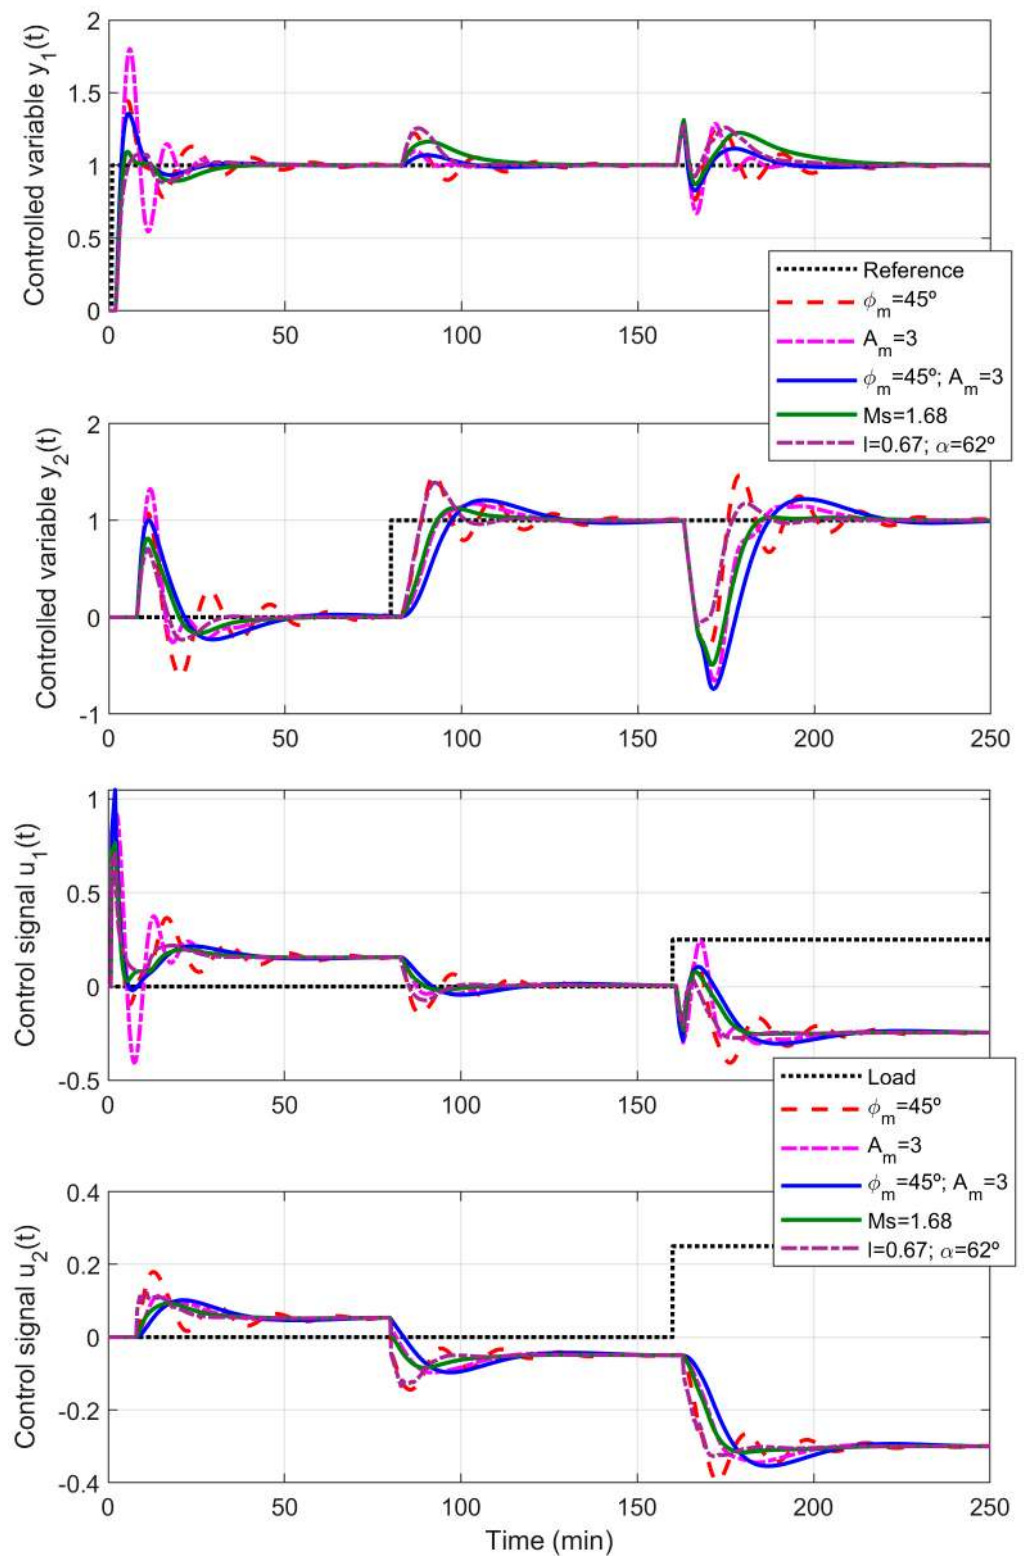 Controlled variable y1(t)
2
1.5
1
0.5
0
0 50 100 150
Reference
ϕm=45º
Am=3
ϕm=45º; Am=3
Ms=1.68
l=0.67; α=62º
Controlled variable y2(t)
2
1
0
-1
0 50 100 150 200 250
Control signal u1(t)
1
0.5
0
-0.5
0 50 100 150
Load
ϕm=45º
Am=3
ϕm=45º; Am=3
Ms=1.68
l=0.67; α=62º
Control signal u2(t)
0.4
0.2
0
-0.2
-0.4
0 50 100 150 200 250
Time (min)